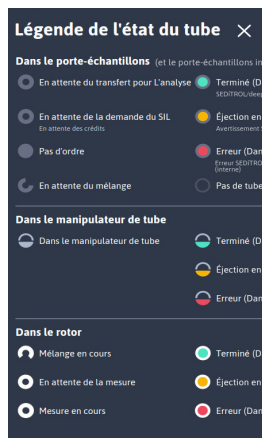 Légende de l'état du tube
Dans le porte-échantillons (et le porte-échantillons in
En attente du transfert pour L'analyse
Terminé (D
SEDiTROL/dee
En attente de la demande du SIL
En attente des crédits
Éjection en
Avertissement S
Pas d'ordre
Erreur (Dan
Erreur SEDiTRO
(interne)
En attente du mélange
Pas de tube
Dans le manipulateur de tube
Dans le manipulateur de tube
Terminé (D
Éjection en
Erreur (Dan
Dans le rotor
Mélange en cours
Terminé (D
En attente de la mesure
Éjection en
Mesure en cours
Erreur (Dan